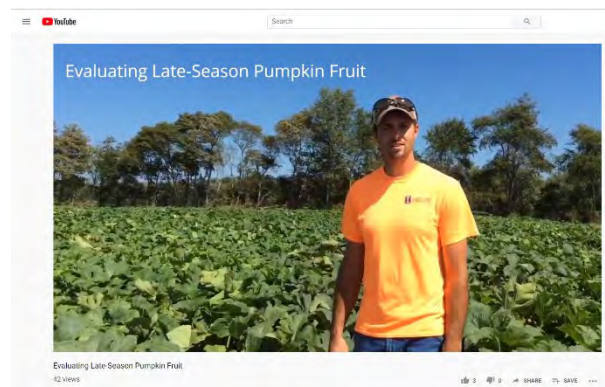 YouTube
Search
Evaluating Late-Season Pumpkin Fruit
Evaluating Late-Season Pumpkin Fruit
42 views
3 0 SHARE SAVE